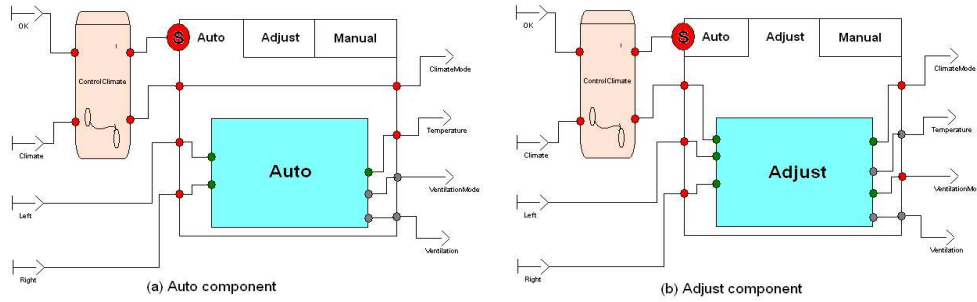 OK
ControlClimate
Climate
Left
Right
$
Auto
Adjust
Manual
ClimateMode
Temperature
VentilationMode
Ventilation
Auto
(a) Auto component
OK
ControlClimate
Climate
Left
Right
$
Auto
Adjust
Manual
ClimateMode
Temperature
VentilationMo
Ventilation
Adjust
(b) Adjust component